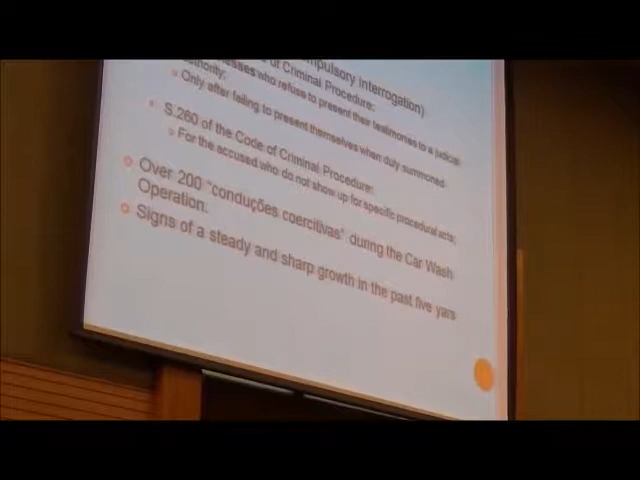 of Criminal Procedure:
mpulsory interrogation)
esses who refuse to present their testimonies to a judicial
authority;
Only after failing to present themselves when duly summoned
S.260 of the Code of Criminal Procedure:
For the accused who do not show up for specific procedural acts;
Over 200 "conduções coercitivas" during the Car Wash
Operation.
Signs of a steady and sharp growth in the past five yars